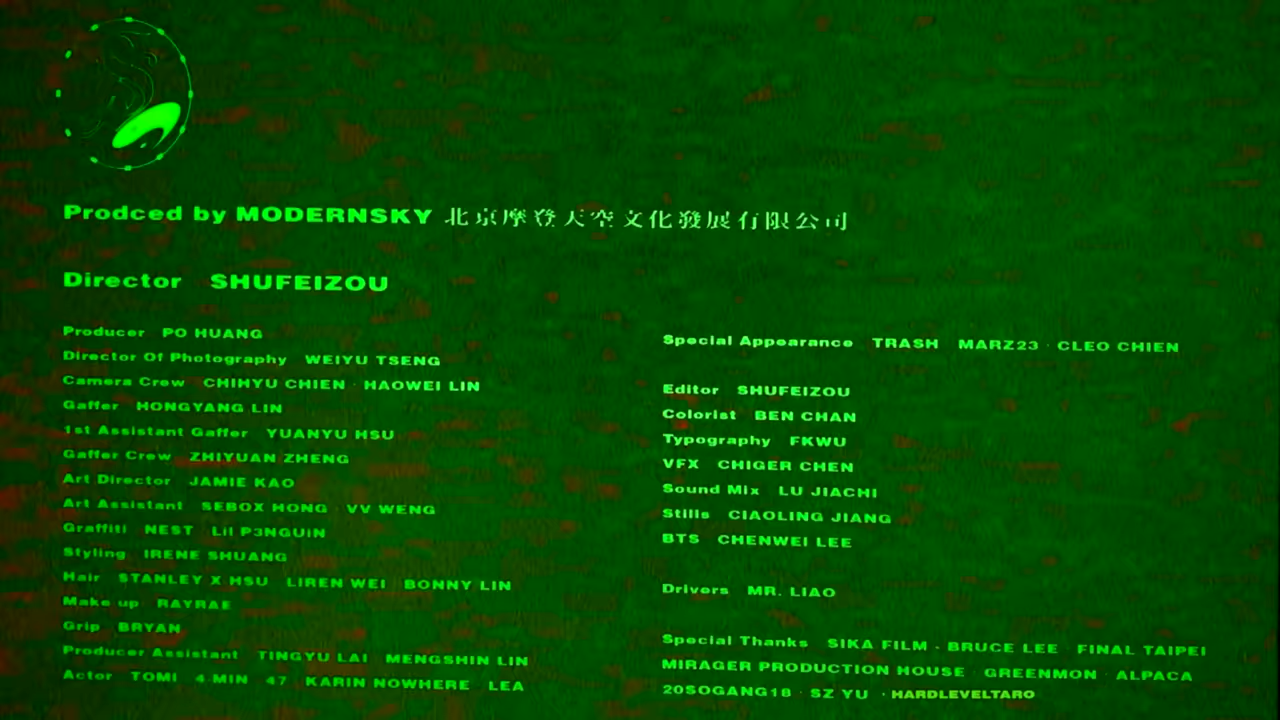 Prodced by MODERNSKY 北京摩登天空文化發展有限公司
Director SHUFEIZOU
Producer PO HUANG
Director Of Photography WEIYU TSENG
Camera Crew CHIHYU CHIEN · HAOWEI LIN
Gaffer HONGYANG LIN
1st Assistant Gaffer YUANYU HSU
Gaffer Crew ZHIYUAN ZHENG
Art Director JAMIE KAO
Art Assistant SEBOX HONG · VV WENG
Graffiti NEST Lil P3NGUIN
Styling IRENE SHUANG
Hair STANLEY X HSU LIREN WEI BONNY LIN
Make up RAYRAE
Grip BRYAN
Producer Assistant TINGYU LAI MENGSHIN LIN
Actor TOMI 4 MIN 47 KARIN NOWHERE LEA
Special Appearance TRASH MARZ23 · CLEO CHIEN
Editor SHUFEIZOU
Colorist BEN CHAN
Typography FKWU
VFX CHIGER CHEN
Sound Mix LU JIACHI
Stills CIAOLING JIANG
BTS CHENWEI LEE
Drivers MR. LIAO
Special Thanks SIKA FILM · BRUCE LEE · FINAL TAIPEI
MIRAGER PRODUCTION HOUSE · GREENMON · ALPACA
20SOGANG18 · SZ YU · HARDLEVELTARO